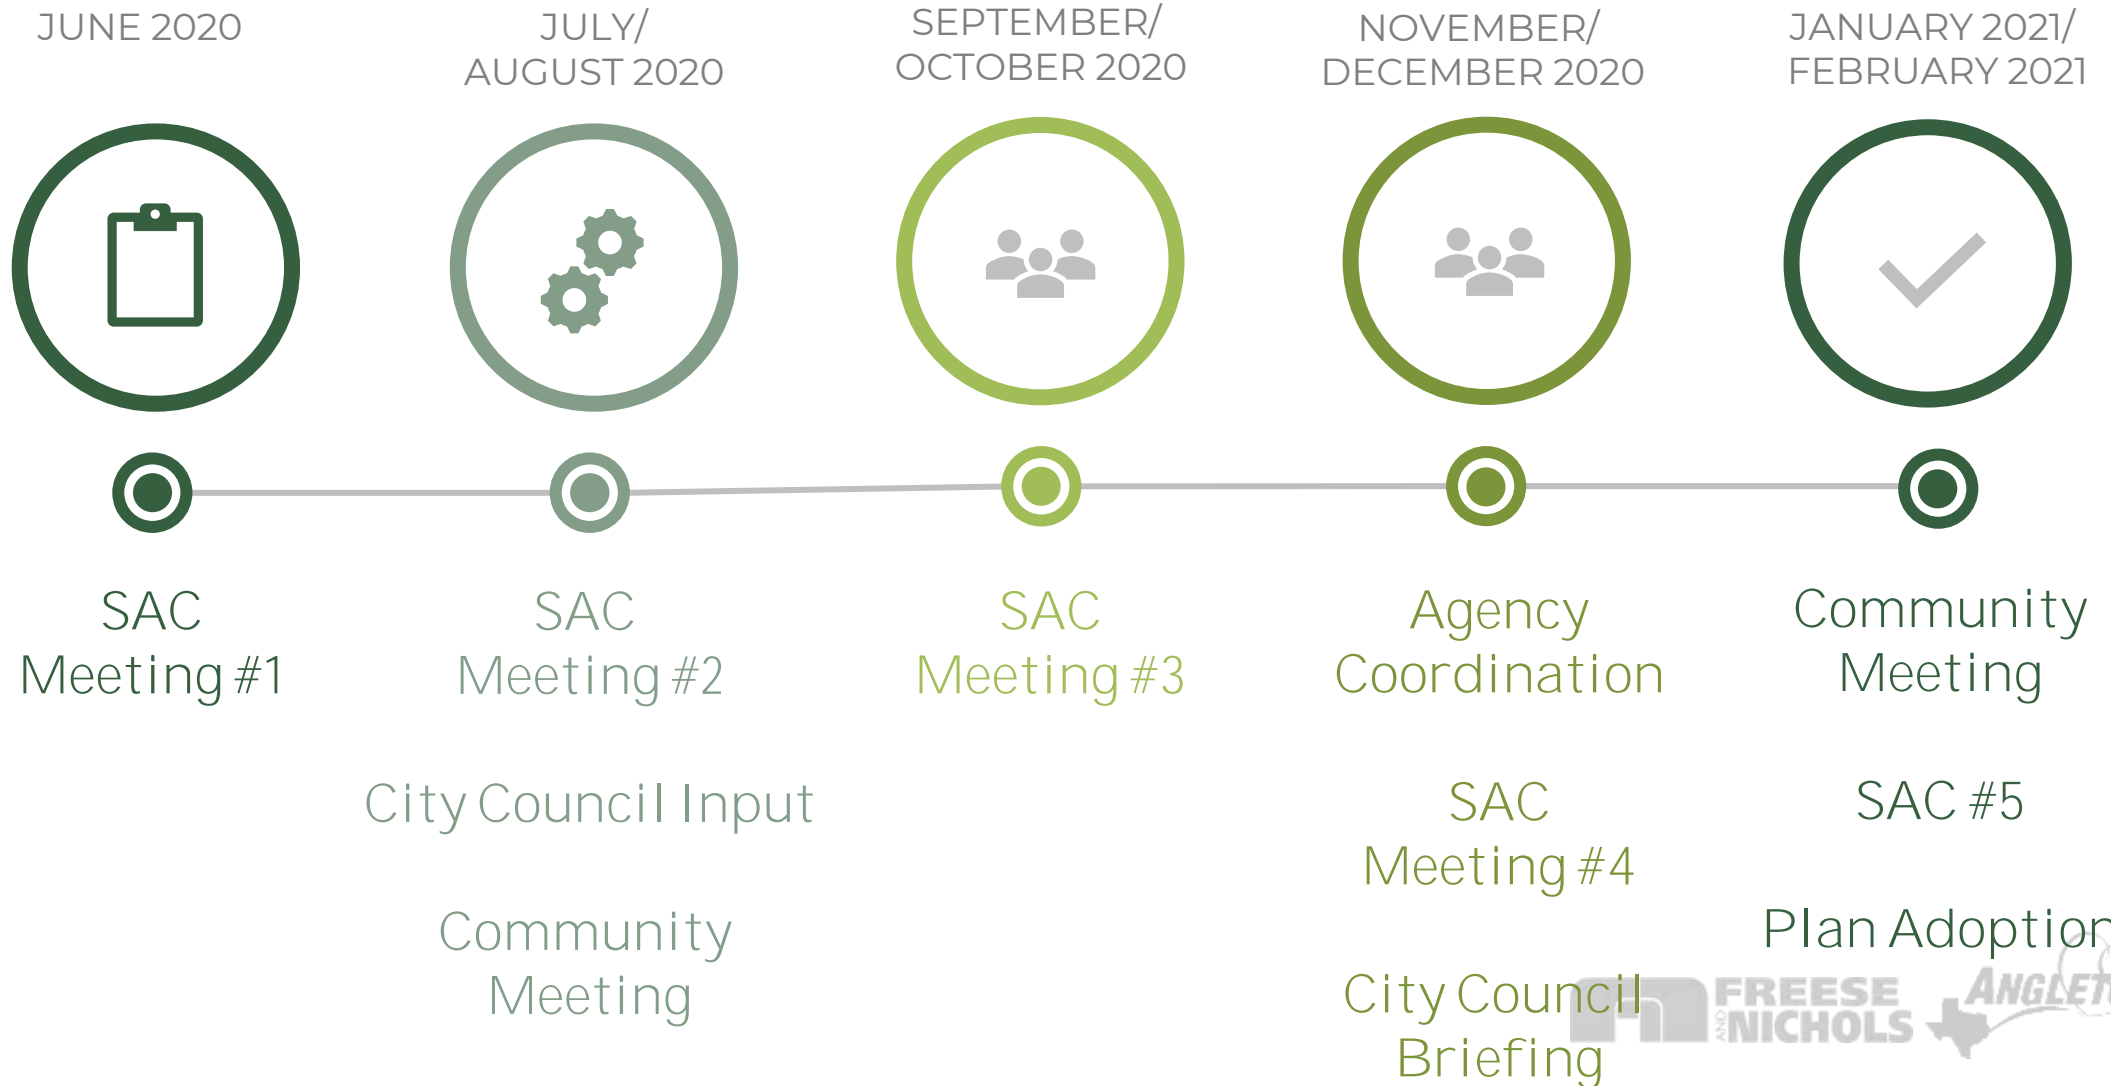 JUNE 2020
JULY/
AUGUST 2020
SEPTEMBER/
OCTOBER 2020
NOVEMBER/
DECEMBER 2020
JANUARY 2021/
FEBRUARY 2021
SAC
Meeting #1
SAC
Meeting #2
City Council Input
Community
Meeting
SAC
Meeting #3
Agency
Coordination
SAC
Meeting #4
City Council
Briefing
Community
Meeting
SAC #5
Plan Adoption
FREESE
AND NICHOLS